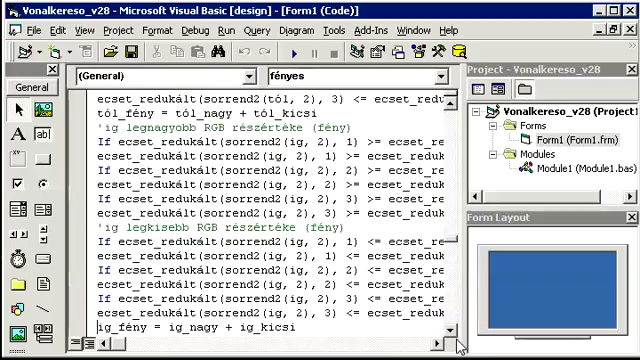 Vonalkereso_v28 - Microsoft Visual Basic [design] - [Form1 (Code)]
File Edit View Project Format Debug Run Query Diagram Tools Add-Ins Window Help
General
(General)
fényes
ecset_redukált(sorrend2(tól, 2), 3) <= ecset_redu
tól_fény = tól_nagy + tól_kicsi
'ig legnagyobb RGB részértéke (fény)
If ecset_redukált(sorrend2(ig, 2), 1) >= ecset_re
ecset_redukált(sorrend2(ig, 2), 1) >= ecset_reduk
ecset_redukált(sorrend2(ig, 2), 2) >= ecset_reduk
ecset_redukált(sorrend2(ig, 2), 2) >= ecset_reduk
If ecset_redukált(sorrend2(ig, 2), 3) >= ecset_re
ecset_redukált(sorrend2(ig, 2), 3) >= ecset_reduk
'ig legkisebb RGB részértéke (fény)
If ecset_redukált(sorrend2(ig, 2), 1) <= ecset_re
ecset_redukált(sorrend2(ig, 2), 1) <= ecset_reduk
If ecset_redukált(sorrend2(ig, 2), 2) <= ecset_re
ecset_redukált(sorrend2(ig, 2), 2) <= ecset_reduk
If ecset_redukált(sorrend2(ig, 2), 3) <= ecset_re
ecset_redukált(sorrend2(ig, 2), 3) <= ecset_reduk
ig_fény = ig_nagy + ig_kicsi
Project - Vonalkereso_v28
Vonalkereso_v28 (Project1
Forms
Form1 (Form1.frm)
Modules
Module1 (Module1.bas)
Form Layout